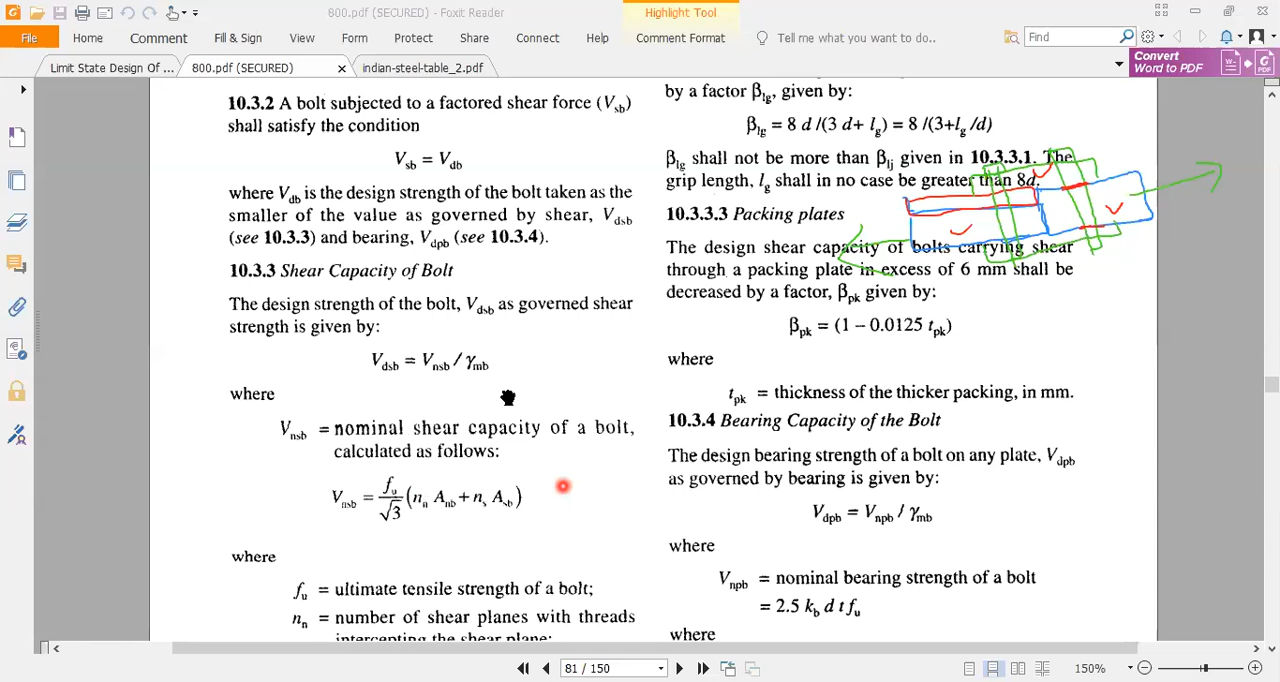 800.pdf (SECURED) - Foxit Reader
Highlight Tool
File
Home
Comment
Fill & Sign
View
Form
Protect
Share
Connect
Help
Comment Format
Tell me what you want to do..
Find
Limit State Design Of ...
800.pdf (SECURED)
indian-steel-table_2.pdf
Convert
Word to PDF
10.3.2 A bolt subjected to a factored shear force (Vsb)
shall satisfy the condition
Vsb = Vdb
where Vdb is the design strength of the bolt taken as the
smaller of the value as governed by shear, Vdsb
(see 10.3.3) and bearing, Vdpb (see 10.3.4).
10.3.3 Shear Capacity of Bolt
The design strength of the bolt, Vdsb as governed shear
strength is given by:
Vdsb = Vnsb / γmb
where
Vnsb = nominal shear capacity of a bolt,
calculated as follows:
Vnsb = fu/√3 (nn Anb + ns Asb)
where
fu = ultimate tensile strength of a bolt;
nn = number of shear planes with threads
intercepting the shear plane;
by a factor βlg, given by:
βlg = 8 d /(3 d+ lg) = 8 /(3+lg /d)
βlg shall not be more than βlj given in 10.3.3.1. The
grip length, lg shall in no case be greater than 8d.
10.3.3.3 Packing plates
The design shear capacity of bolts carrying shear
through a packing plate in excess of 6 mm shall be
decreased by a factor, βpk given by:
βpk = (1 – 0.0125 tpk)
where
tpk = thickness of the thicker packing, in mm.
10.3.4 Bearing Capacity of the Bolt
The design bearing strength of a bolt on any plate, Vdpb
as governed by bearing is given by:
Vdpb = Vnpb / γmb
where
Vnpb = nominal bearing strength of a bolt
= 2.5 kb d t fu
where
81 / 150
150%